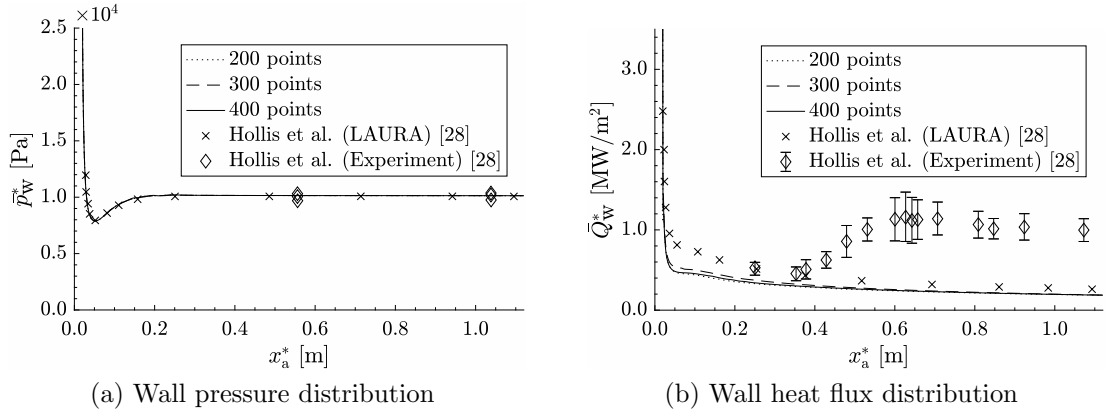 ×10⁴
2.5
2.0
1.5
1.0
0.5
0.0
p̄*_W [Pa]
200 points
300 points
400 points
Hollis et al. (LAURA) [28]
Hollis et al. (Experiment) [28]
0.0 0.2 0.4 0.6 0.8 1.0
x*_a [m]
(a) Wall pressure distribution
3.0
2.0
1.0
0.0
Q̄*_W [MW/m²]
200 points
300 points
400 points
Hollis et al. (LAURA) [28]
Hollis et al. (Experiment) [28]
0.0 0.2 0.4 0.6 0.8 1.0
x*_a [m]
(b) Wall heat flux distribution